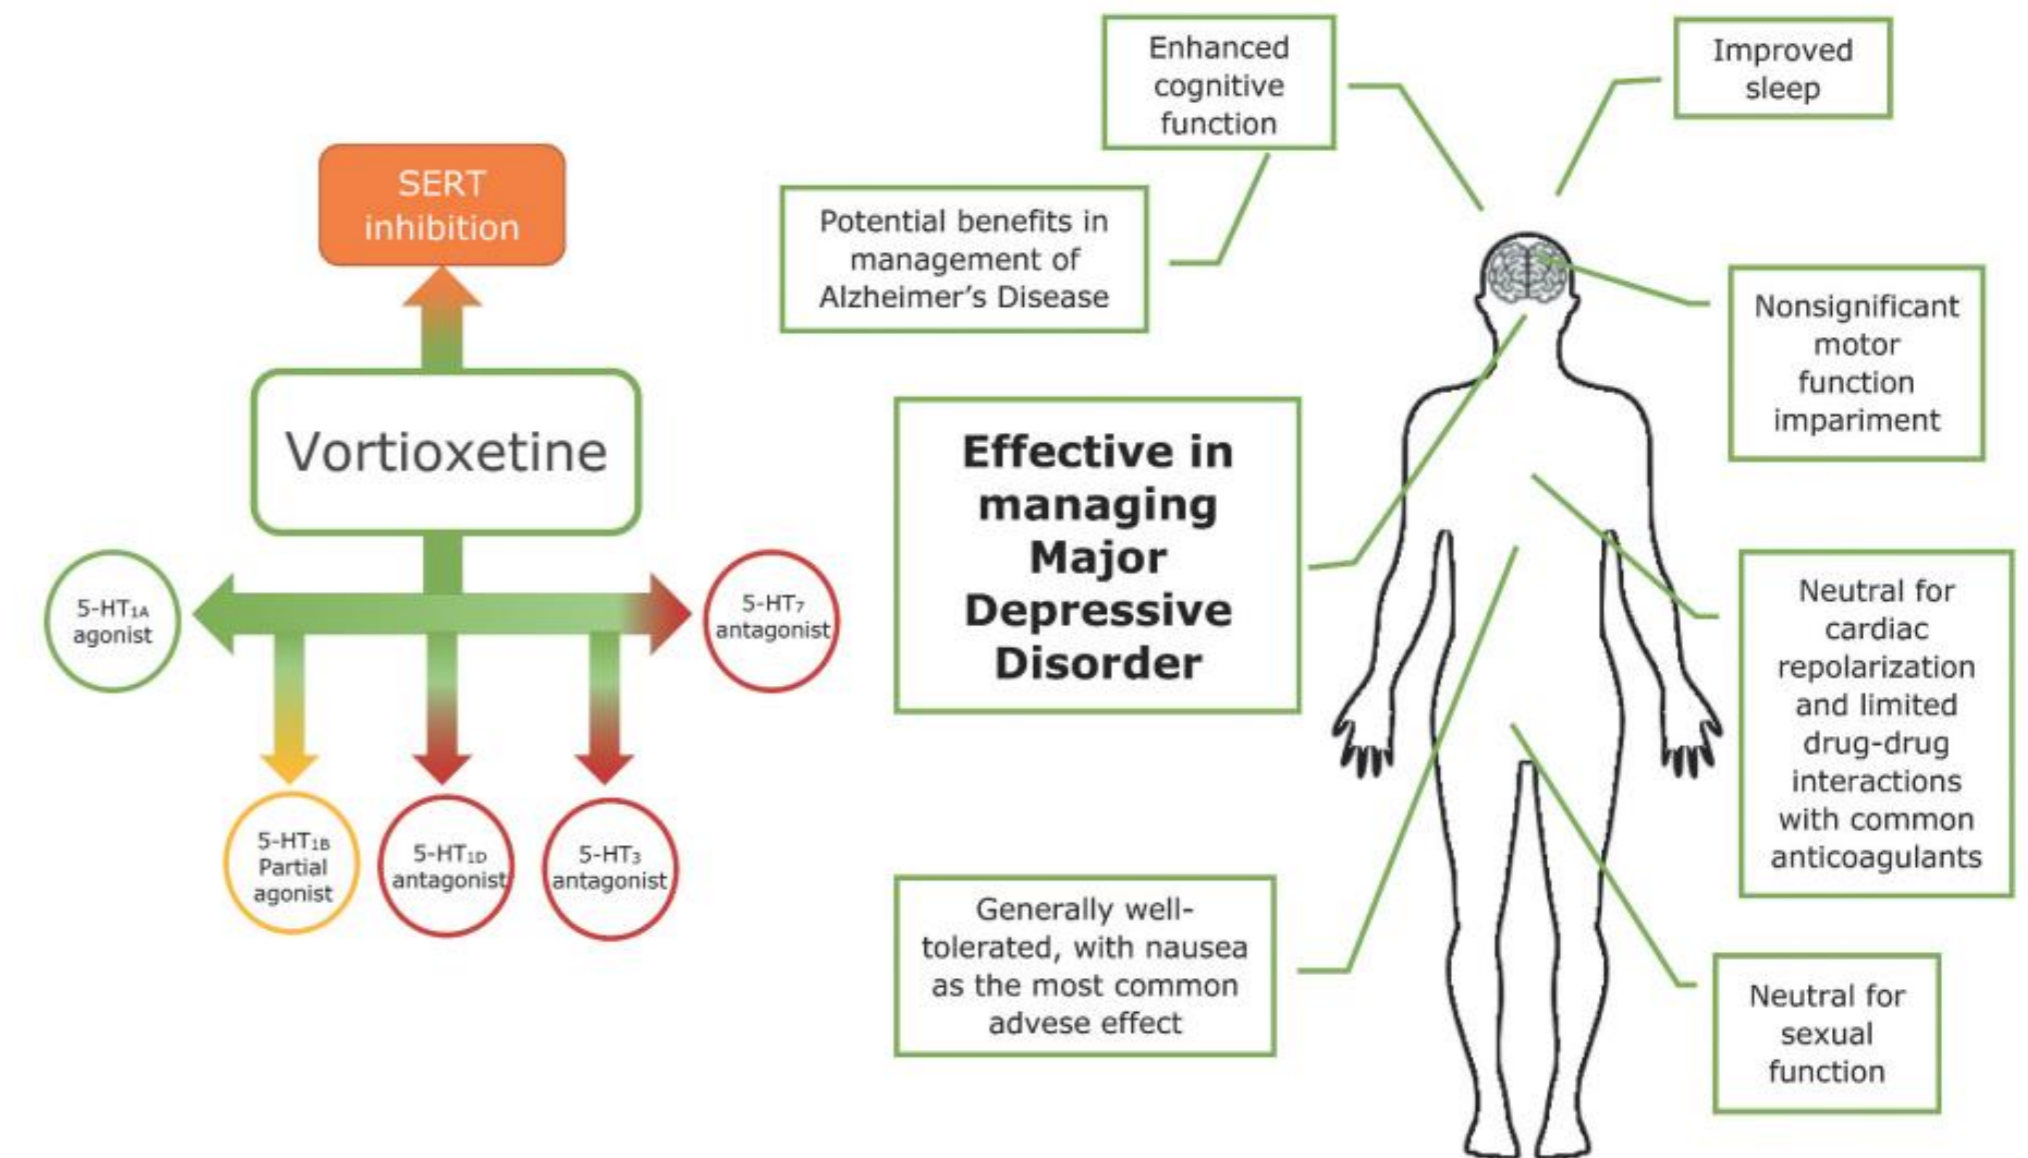 SERT
inhibition
Vortioxetine
5-HT₁A
agonist
5-HT₇
antagonist
5-HT₁B
Partial
agonist
5-HT₁D
antagonist
5-HT₃
antagonist
Enhanced
cognitive
function
Improved
sleep
Potential benefits in
management of
Alzheimer’s Disease
Nonsignificant
motor
function
impariment
Effective in
managing
Major
Depressive
Disorder
Neutral for
cardiac
repolarization
and limited
drug-drug
interactions
with common
anticoagulants
Generally well-
tolerated, with nausea
as the most common
advese effect
Neutral for
sexual
function